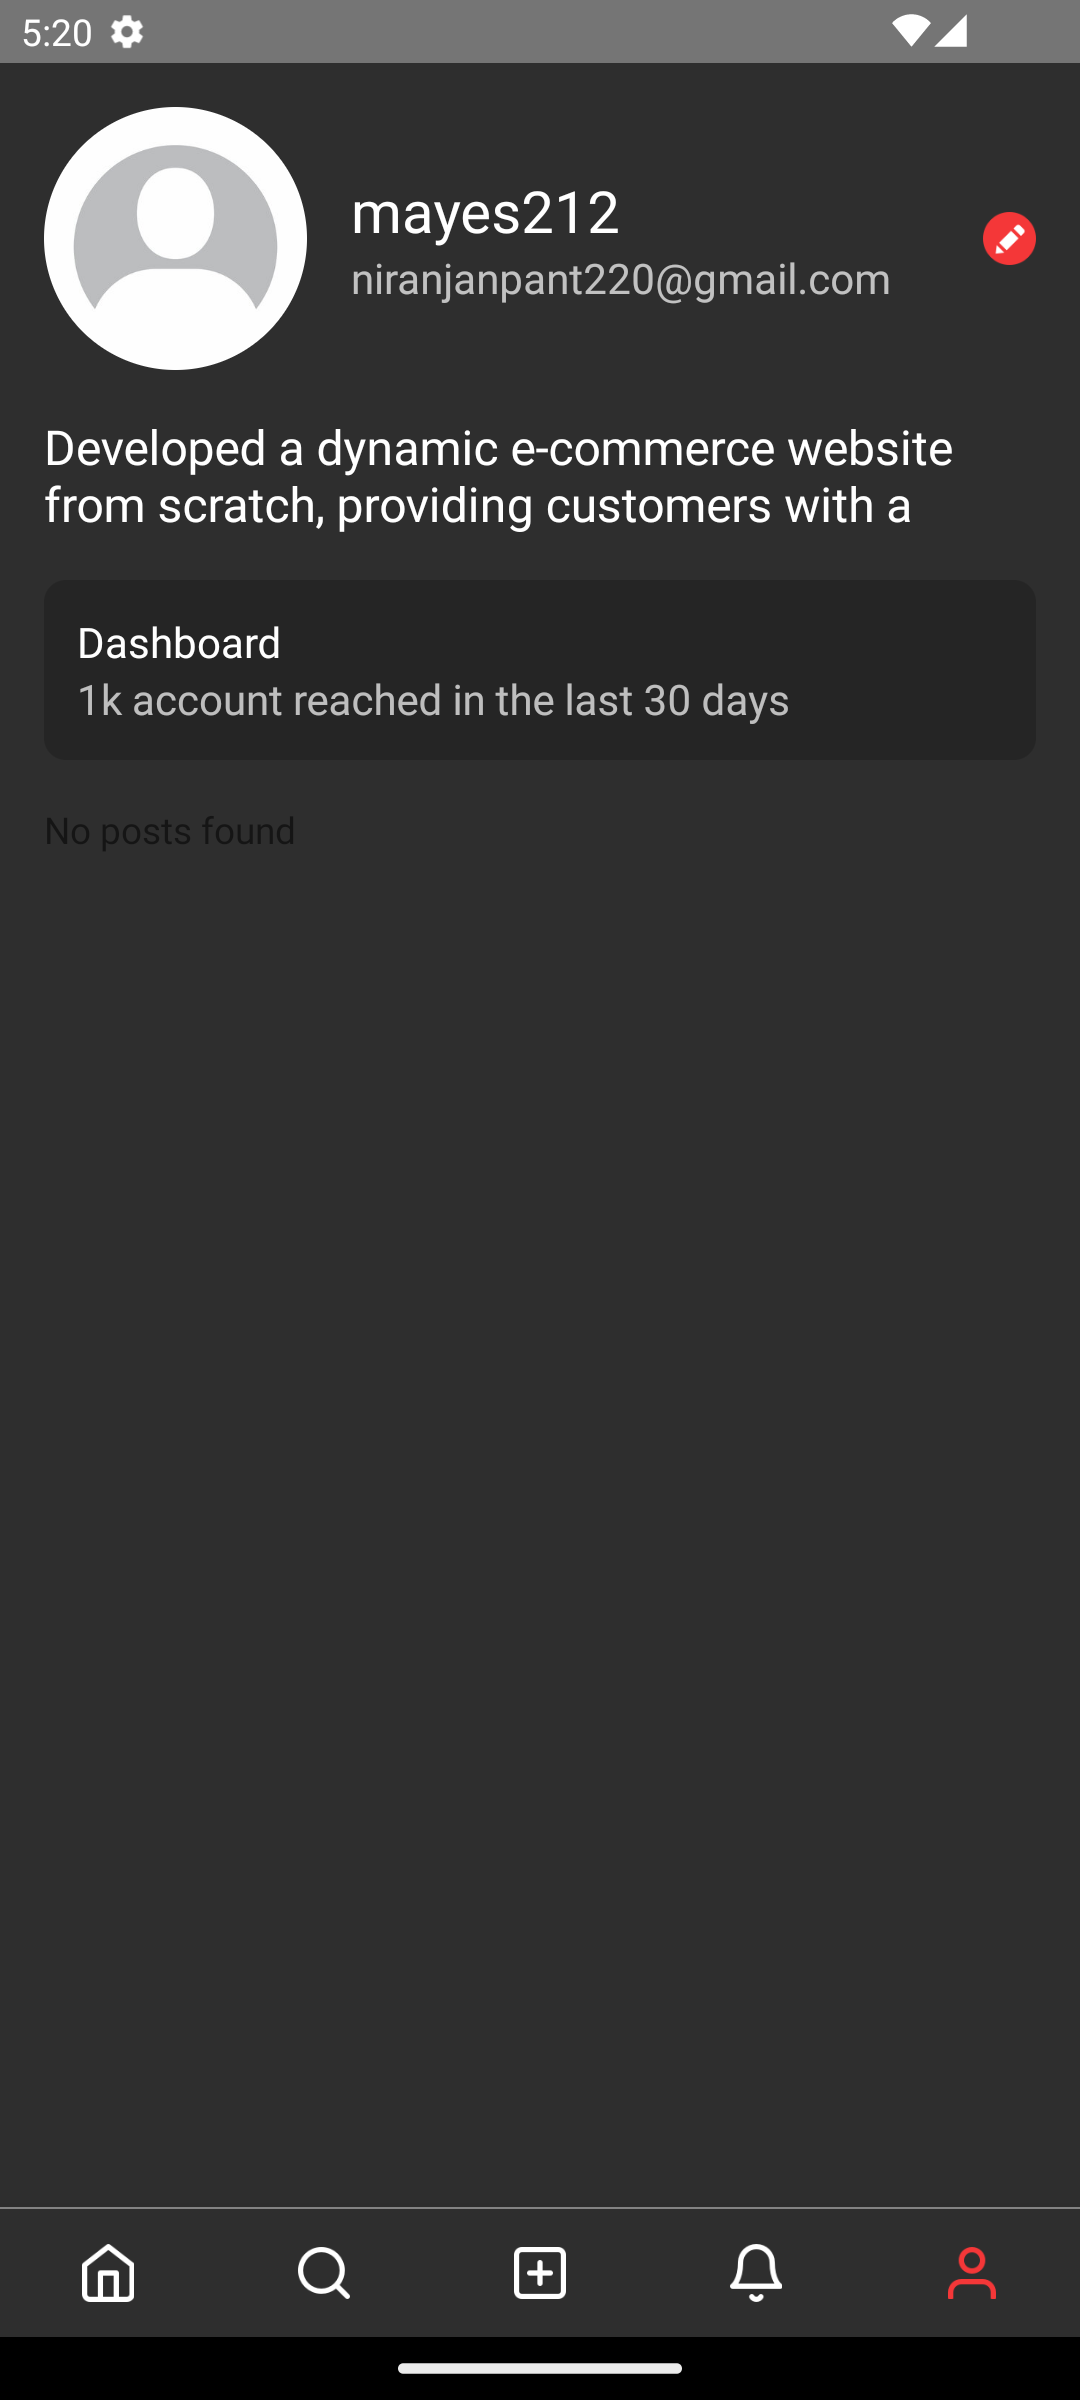 5:20
mayes212
niranjanpant220@gmail.com
Developed a dynamic e-commerce website
from scratch, providing customers with a
Dashboard
1k account reached in the last 30 days
No posts found